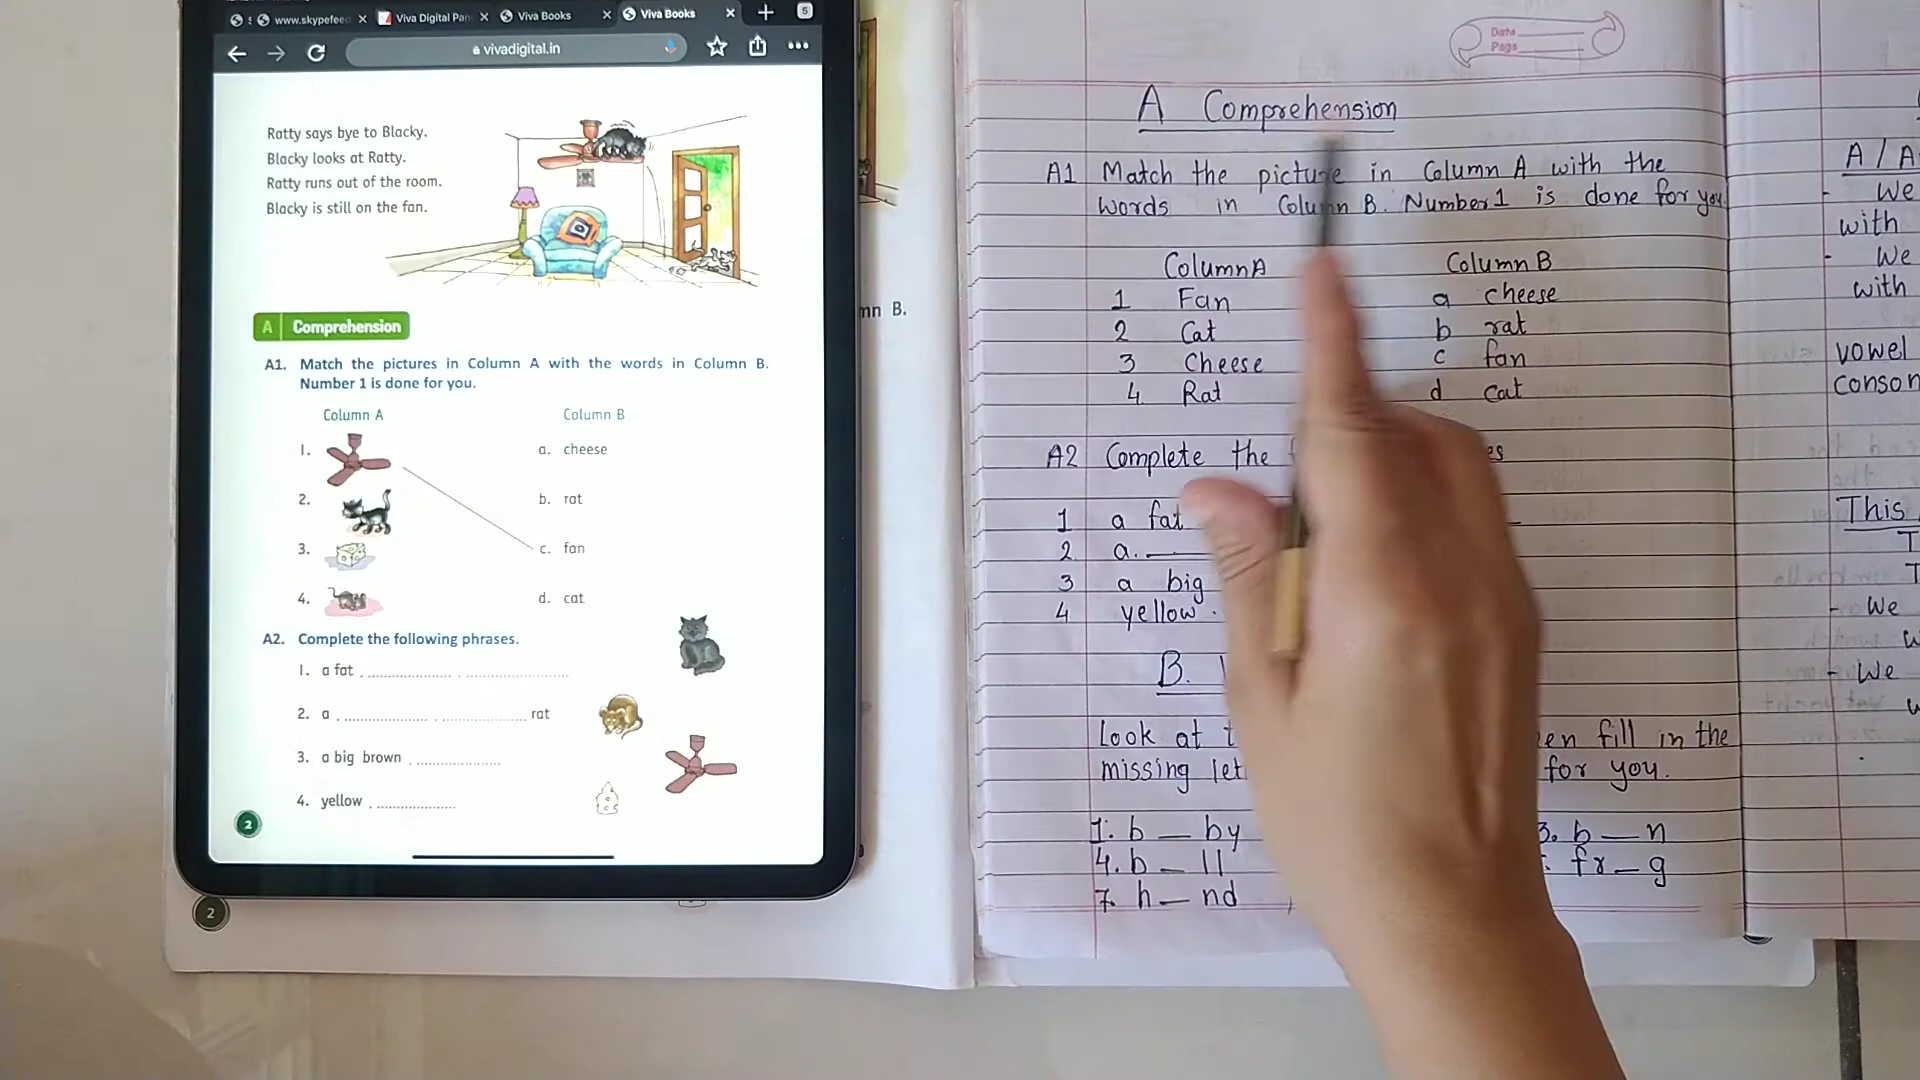 www.skypefeed
Viva Digital Pan
Viva Books
Viva Books
5
vivadigital.in
Ratty says bye to Blacky.
Blacky looks at Ratty.
Ratty runs out of the room.
Blacky is still on the fan.
A Comprehension
A1. Match the pictures in Column A with the words in Column B.
Number 1 is done for you.
Column A Column B
1. a. cheese
2. b. rat
3. c. fan
4. d. cat
A2. Complete the following phrases.
1. a fat
2. a rat
3. a big brown
4. yellow
2
mn B.
2
Date
Page
A Comprehension
A1 Match the picture in Column A with the
words in Column B. Number 1 is done for you.
Column A Column B
1 Fan a cheese
2 Cat b rat
3 Cheese c fan
4 Rat d cat
A2 Complete the
1 a fat
2. a.
3 a big
4 yellow
B.
Look at fill in the
missing for you.
1. b _ by 3. b _ n
4. b _ ll fr _ g
7. h _ nd
A / A
- We
with
- We
with
vowel
conson
This
- We
- We